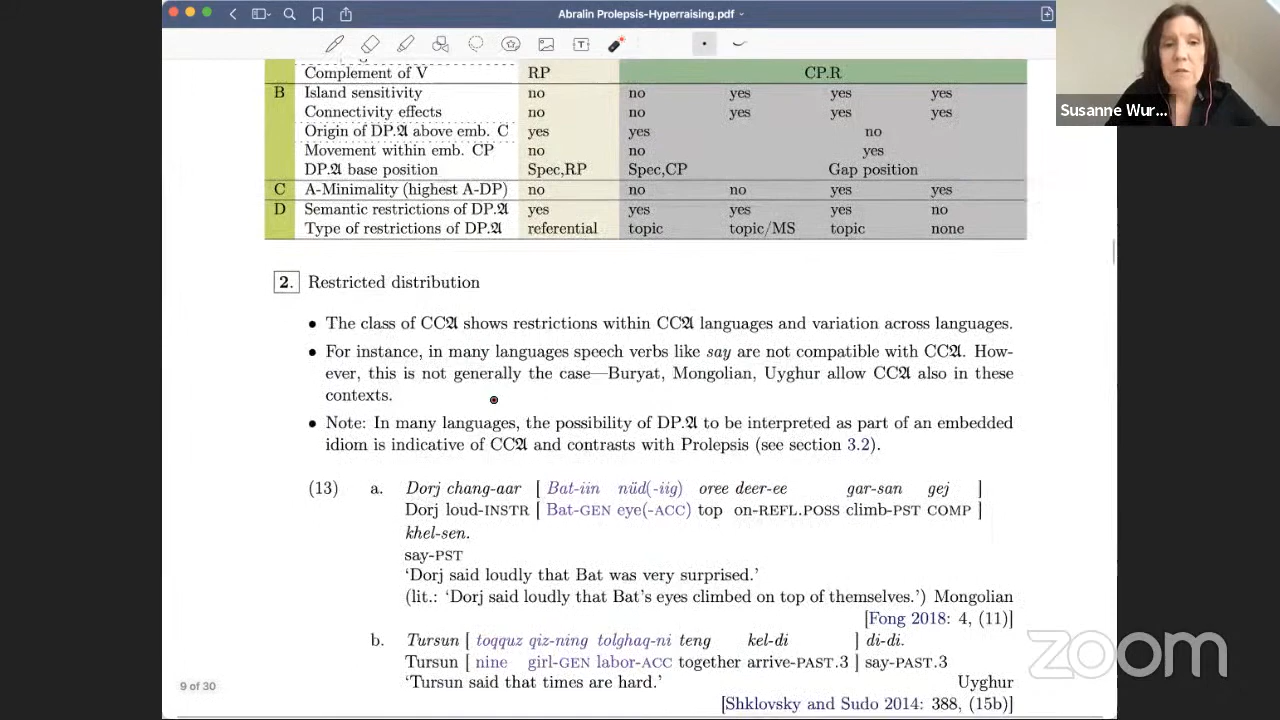 Abralin Prolepsis-Hyperraising.pdf
Susanne Wur...
Complement of V RP CP.R
B Island sensitivity no no yes yes yes
Connectivity effects no no yes yes yes
Origin of DP.𝕬 above emb. C yes yes no
Movement within emb. CP no no yes
DP.𝕬 base position Spec,RP Spec,CP Gap position
C A-Minimality (highest A-DP) no no no yes yes
D Semantic restrictions of DP.𝕬 yes yes yes yes no
Type of restrictions of DP.𝕬 referential topic topic/MS topic none
2. Restricted distribution
• The class of CC𝕬 shows restrictions within CC𝕬 languages and variation across languages.
• For instance, in many languages speech verbs like say are not compatible with CC𝕬. How-
ever, this is not generally the case—Buryat, Mongolian, Uyghur allow CC𝕬 also in these
contexts.
• Note: In many languages, the possibility of DP.𝕬 to be interpreted as part of an embedded
idiom is indicative of CC𝕬 and contrasts with Prolepsis (see section 3.2).
(13) a. Dorj chang-aar [ Bat-iin nüd(-iig) oree deer-ee gar-san gej ]
Dorj loud-INSTR [ Bat-GEN eye(-ACC) top on-REFL.POSS climb-PST COMP ]
khel-sen.
say-PST
‘Dorj said loudly that Bat was very surprised.’
(lit.: ‘Dorj said loudly that Bat’s eyes climbed on top of themselves.’) Mongolian
[Fong 2018: 4, (11)]
b. Tursun [ toqquz qiz-ning tolghaq-ni teng kel-di ] di-di.
Tursun [ nine girl-GEN labor-ACC together arrive-PAST.3 ] say-PAST.3
‘Tursun said that times are hard.’ Uyghur
[Shklovsky and Sudo 2014: 388, (15b)]
9 of 30
zoom